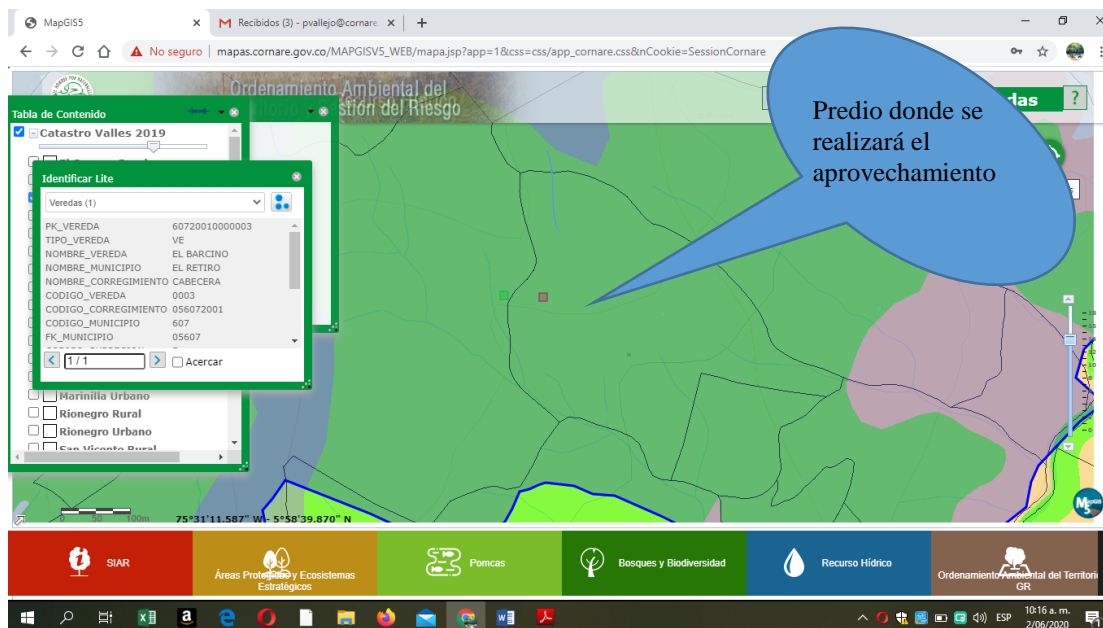 MapGIS5
Recibidos (3) - pvallejo@cornare.
No seguro | mapas.cornare.gov.co/MAPGISV5_WEB/mapa.jsp?app=1&css=css/app_cornare.css&nCookie=SessionCornare
Ordenamiento Ambiental del
stión del Riesgo
das ?
Predio donde se
realizará el
aprovechamiento
Tabla de Contenido
Catastro Valles 2019
Identificar Lite
Veredas (1)
PK_VEREDA 60720010000003
TIPO_VEREDA VE
NOMBRE_VEREDA EL BARCINO
NOMBRE_MUNICIPIO EL RETIRO
NOMBRE_CORREGIMIENTO CABECERA
CODIGO_VEREDA 0003
CODIGO_CORREGIMIENTO 056072001
CODIGO_MUNICIPIO 607
FK_MUNICIPIO 05607
1 / 1 Acercar
Marinilla Urbano
Rionegro Rural
Rionegro Urbano
San Vicente Rural
0 50 100m 75°31'11.587" W - 5°58'39.870" N
SIAR
Áreas Protegidas y Ecosistemas
Estratégicos
Pomcas
Bosques y Biodiversidad
Recurso Hídrico
Ordenamiento Ambiental del Territorio
GR
ESP
10:16 a. m.
2/06/2020